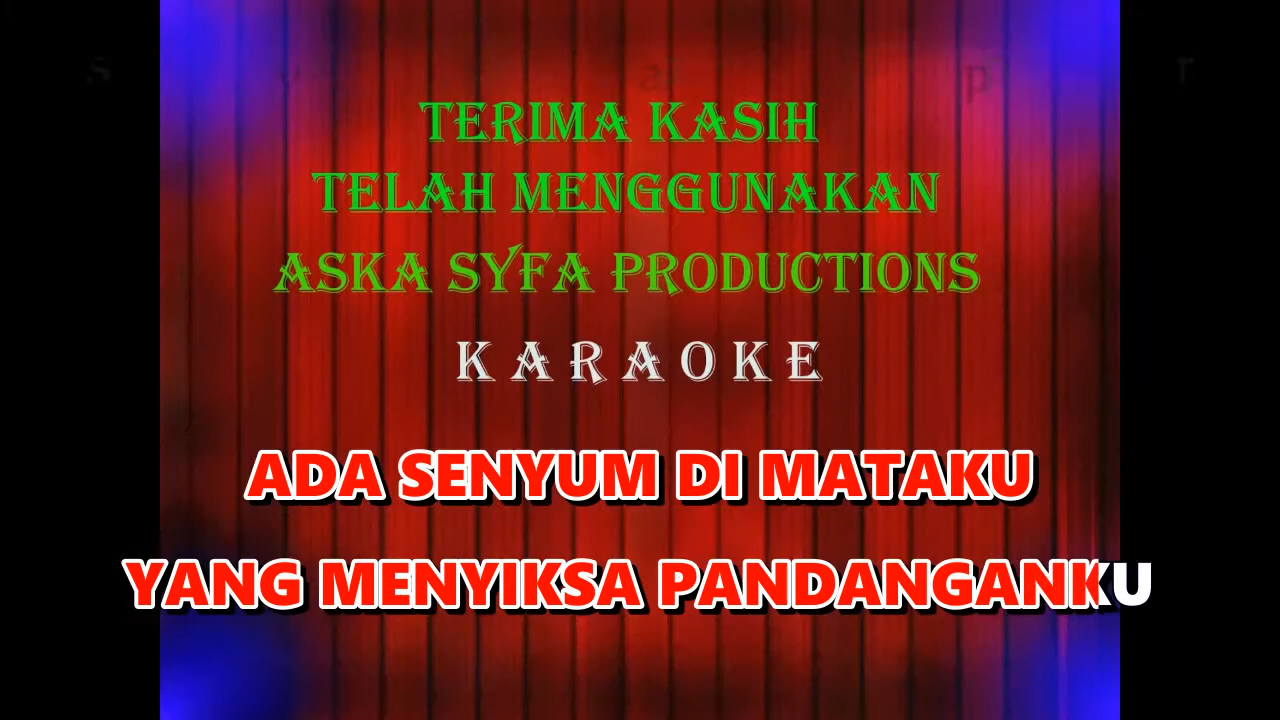 TERIMA KASIH
TELAH MENGGUNAKAN
ASKA SYFA PRODUCTIONS
KARAOKE
ADA SENYUM DI MATAKU
YANG MENYIKSA PANDANGANKU